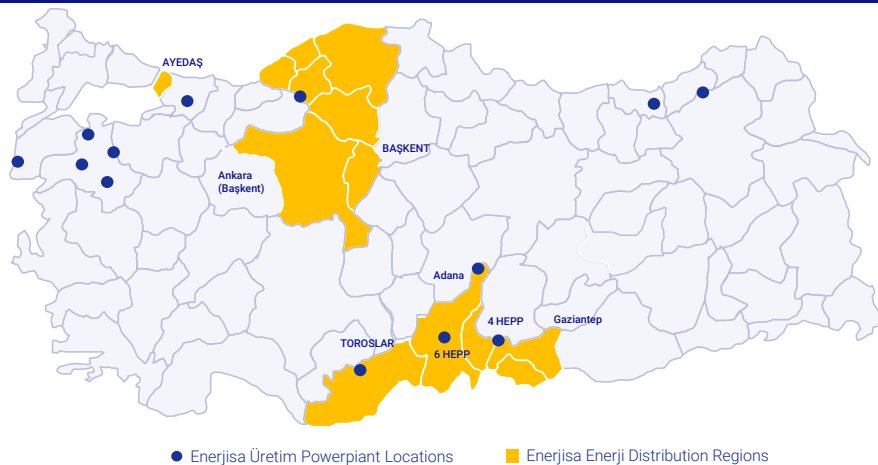 AYEDAŞ
BAŞKENT
Ankara
(Başkent)
Adana
4 HEPP
Gaziantep
TOROSLAR
6 HEPP
Enerjisa Üretim Powerpiant Locations
Enerjisa Enerji Distribution Regions